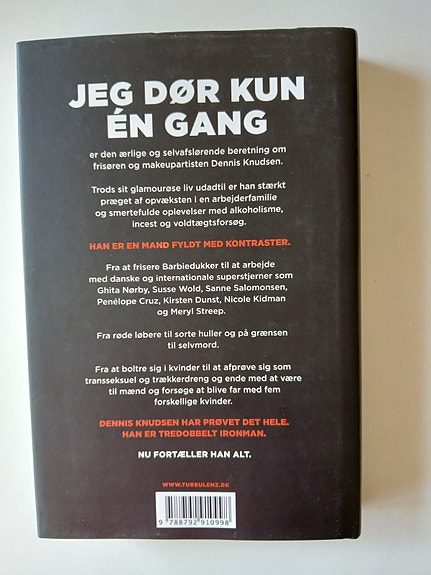 JEG DØR KUN
ÉN GANG
er den ærlige og selvafslørende beretning om
frisøren og makeupartisten Dennis Knudsen.
Trods sit glamourøse liv udadtil er han stærkt
præget af opvæksten i en arbejderfamilie
og smertefulde oplevelser med alkoholisme,
incest og voldtægtsforsøg.
HAN ER EN MAND FYLDT MED KONTRASTER.
Fra at frisere Barbiedukker til at arbejde
med danske og internationale superstjerner som
Ghita Nørby, Susse Wold, Sanne Salomonsen,
Penélope Cruz, Kirsten Dunst, Nicole Kidman
og Meryl Streep.
Fra røde løbere til sorte huller og på grænsen
til selvmord.
Fra at boltre sig i kvinder til at afprøve sig som
transseksuel og trækkerdreng og ende med at være
til mænd og forsøge at blive far med fem
forskellige kvinder.
DENNIS KNUDSEN HAR PRØVET DET HELE.
HAN ER TREDOBBELT IRONMAN.
NU FORTÆLLER HAN ALT.
WWW.TURBULENZ.DK
9 788792 910998